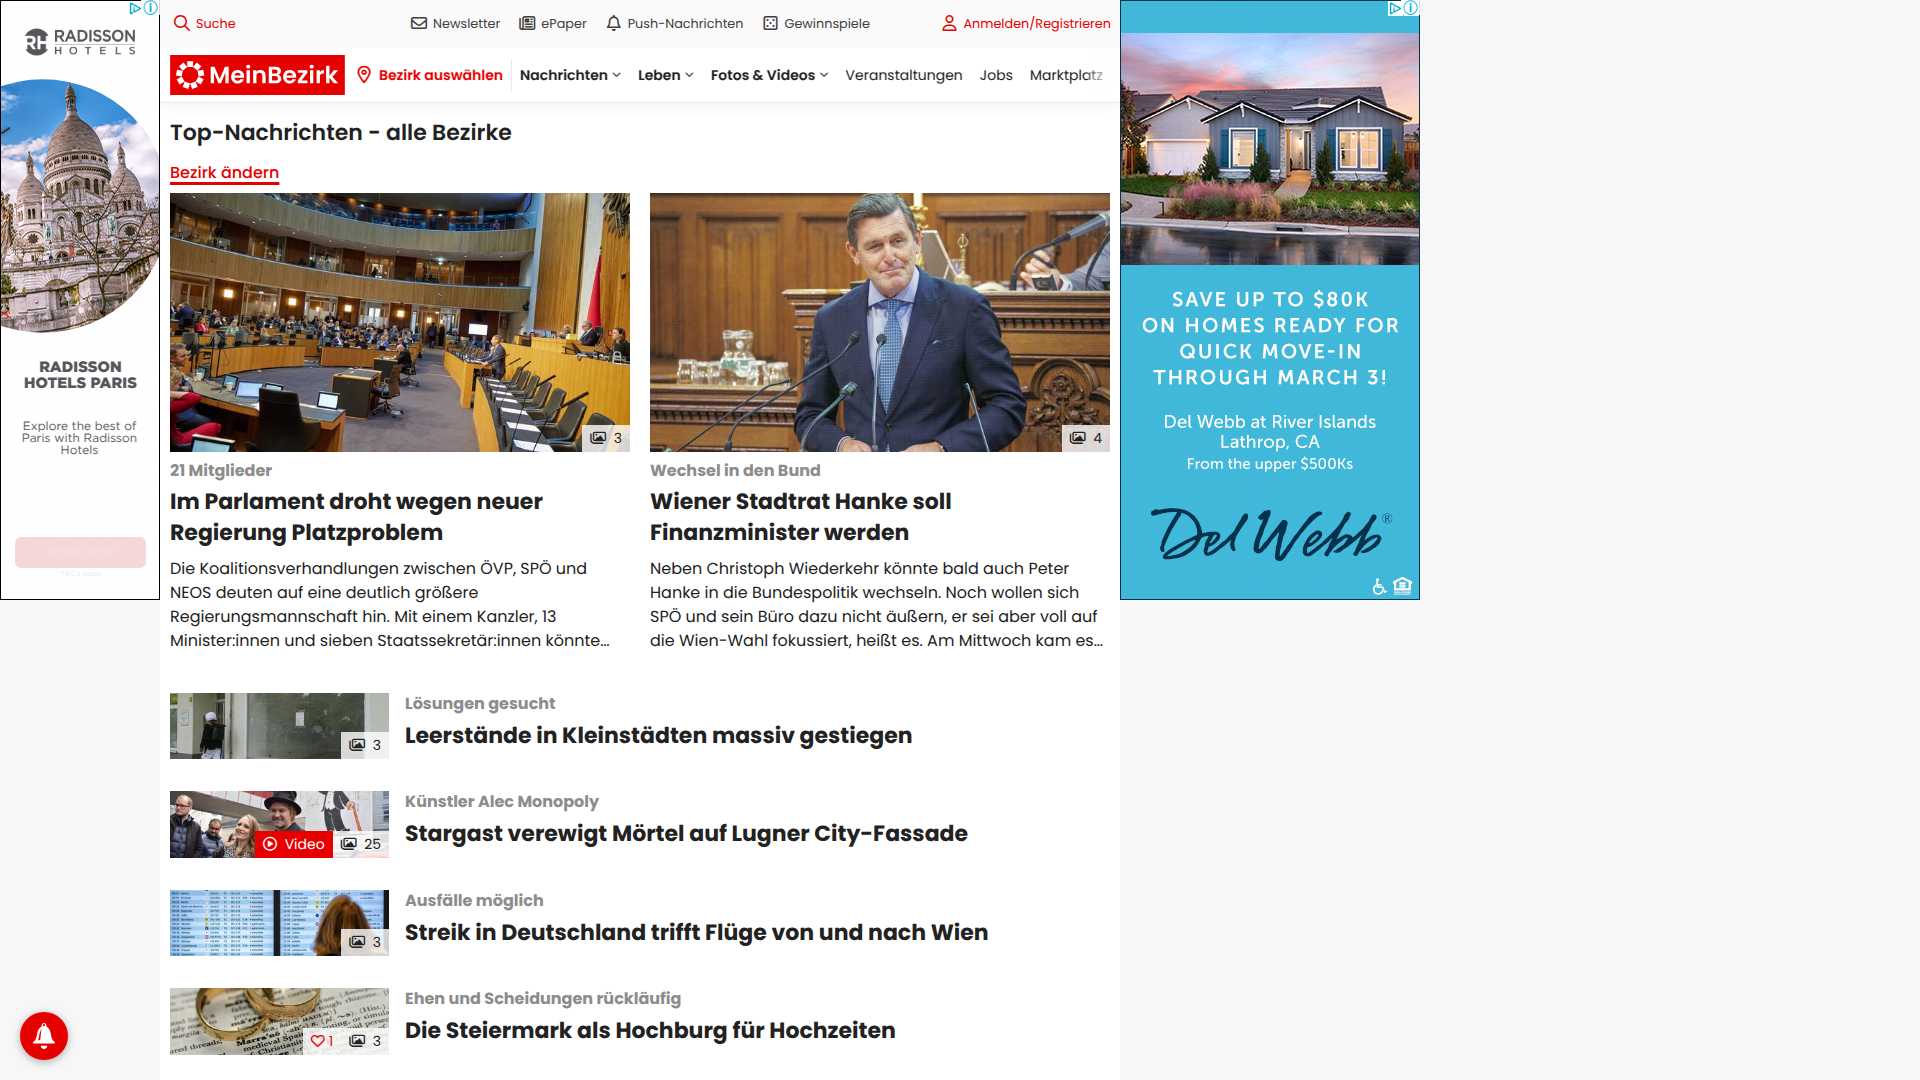 Suche
Newsletter
ePaper
Push-Nachrichten
Gewinnspiele
Anmelden/Registrieren
MeinBezirk
Bezirk auswählen
Nachrichten
Leben
Fotos & Videos
Veranstaltungen
Jobs
Marktplatz
RH RADISSON
HOTELS
RADISSON
HOTELS PARIS
Explore the best of
Paris with Radisson
Hotels
Top-Nachrichten - alle Bezirke
Bezirk ändern
3
21 Mitglieder
Im Parlament droht wegen neuer
Regierung Platzproblem
Die Koalitionsverhandlungen zwischen ÖVP, SPÖ und
NEOS deuten auf eine deutlich größere
Regierungsmannschaft hin. Mit einem Kanzler, 13
Minister:innen und sieben Staatssekretär:innen könnte...
4
Wechsel in den Bund
Wiener Stadtrat Hanke soll
Finanzminister werden
Neben Christoph Wiederkehr könnte bald auch Peter
Hanke in die Bundespolitik wechseln. Noch wollen sich
SPÖ und sein Büro dazu nicht äußern, er sei aber voll auf
die Wien-Wahl fokussiert, heißt es. Am Mittwoch kam es...
3
Lösungen gesucht
Leerstände in Kleinstädten massiv gestiegen
Video
25
Künstler Alec Monopoly
Stargast verewigt Mörtel auf Lugner City-Fassade
3
Ausfälle möglich
Streik in Deutschland trifft Flüge von und nach Wien
1
3
Ehen und Scheidungen rückläufig
Die Steiermark als Hochburg für Hochzeiten
SAVE UP TO $80K
ON HOMES READY FOR
QUICK MOVE-IN
THROUGH MARCH 3!
Del Webb at River Islands
Lathrop, CA
From the upper $500Ks
Del Webb®